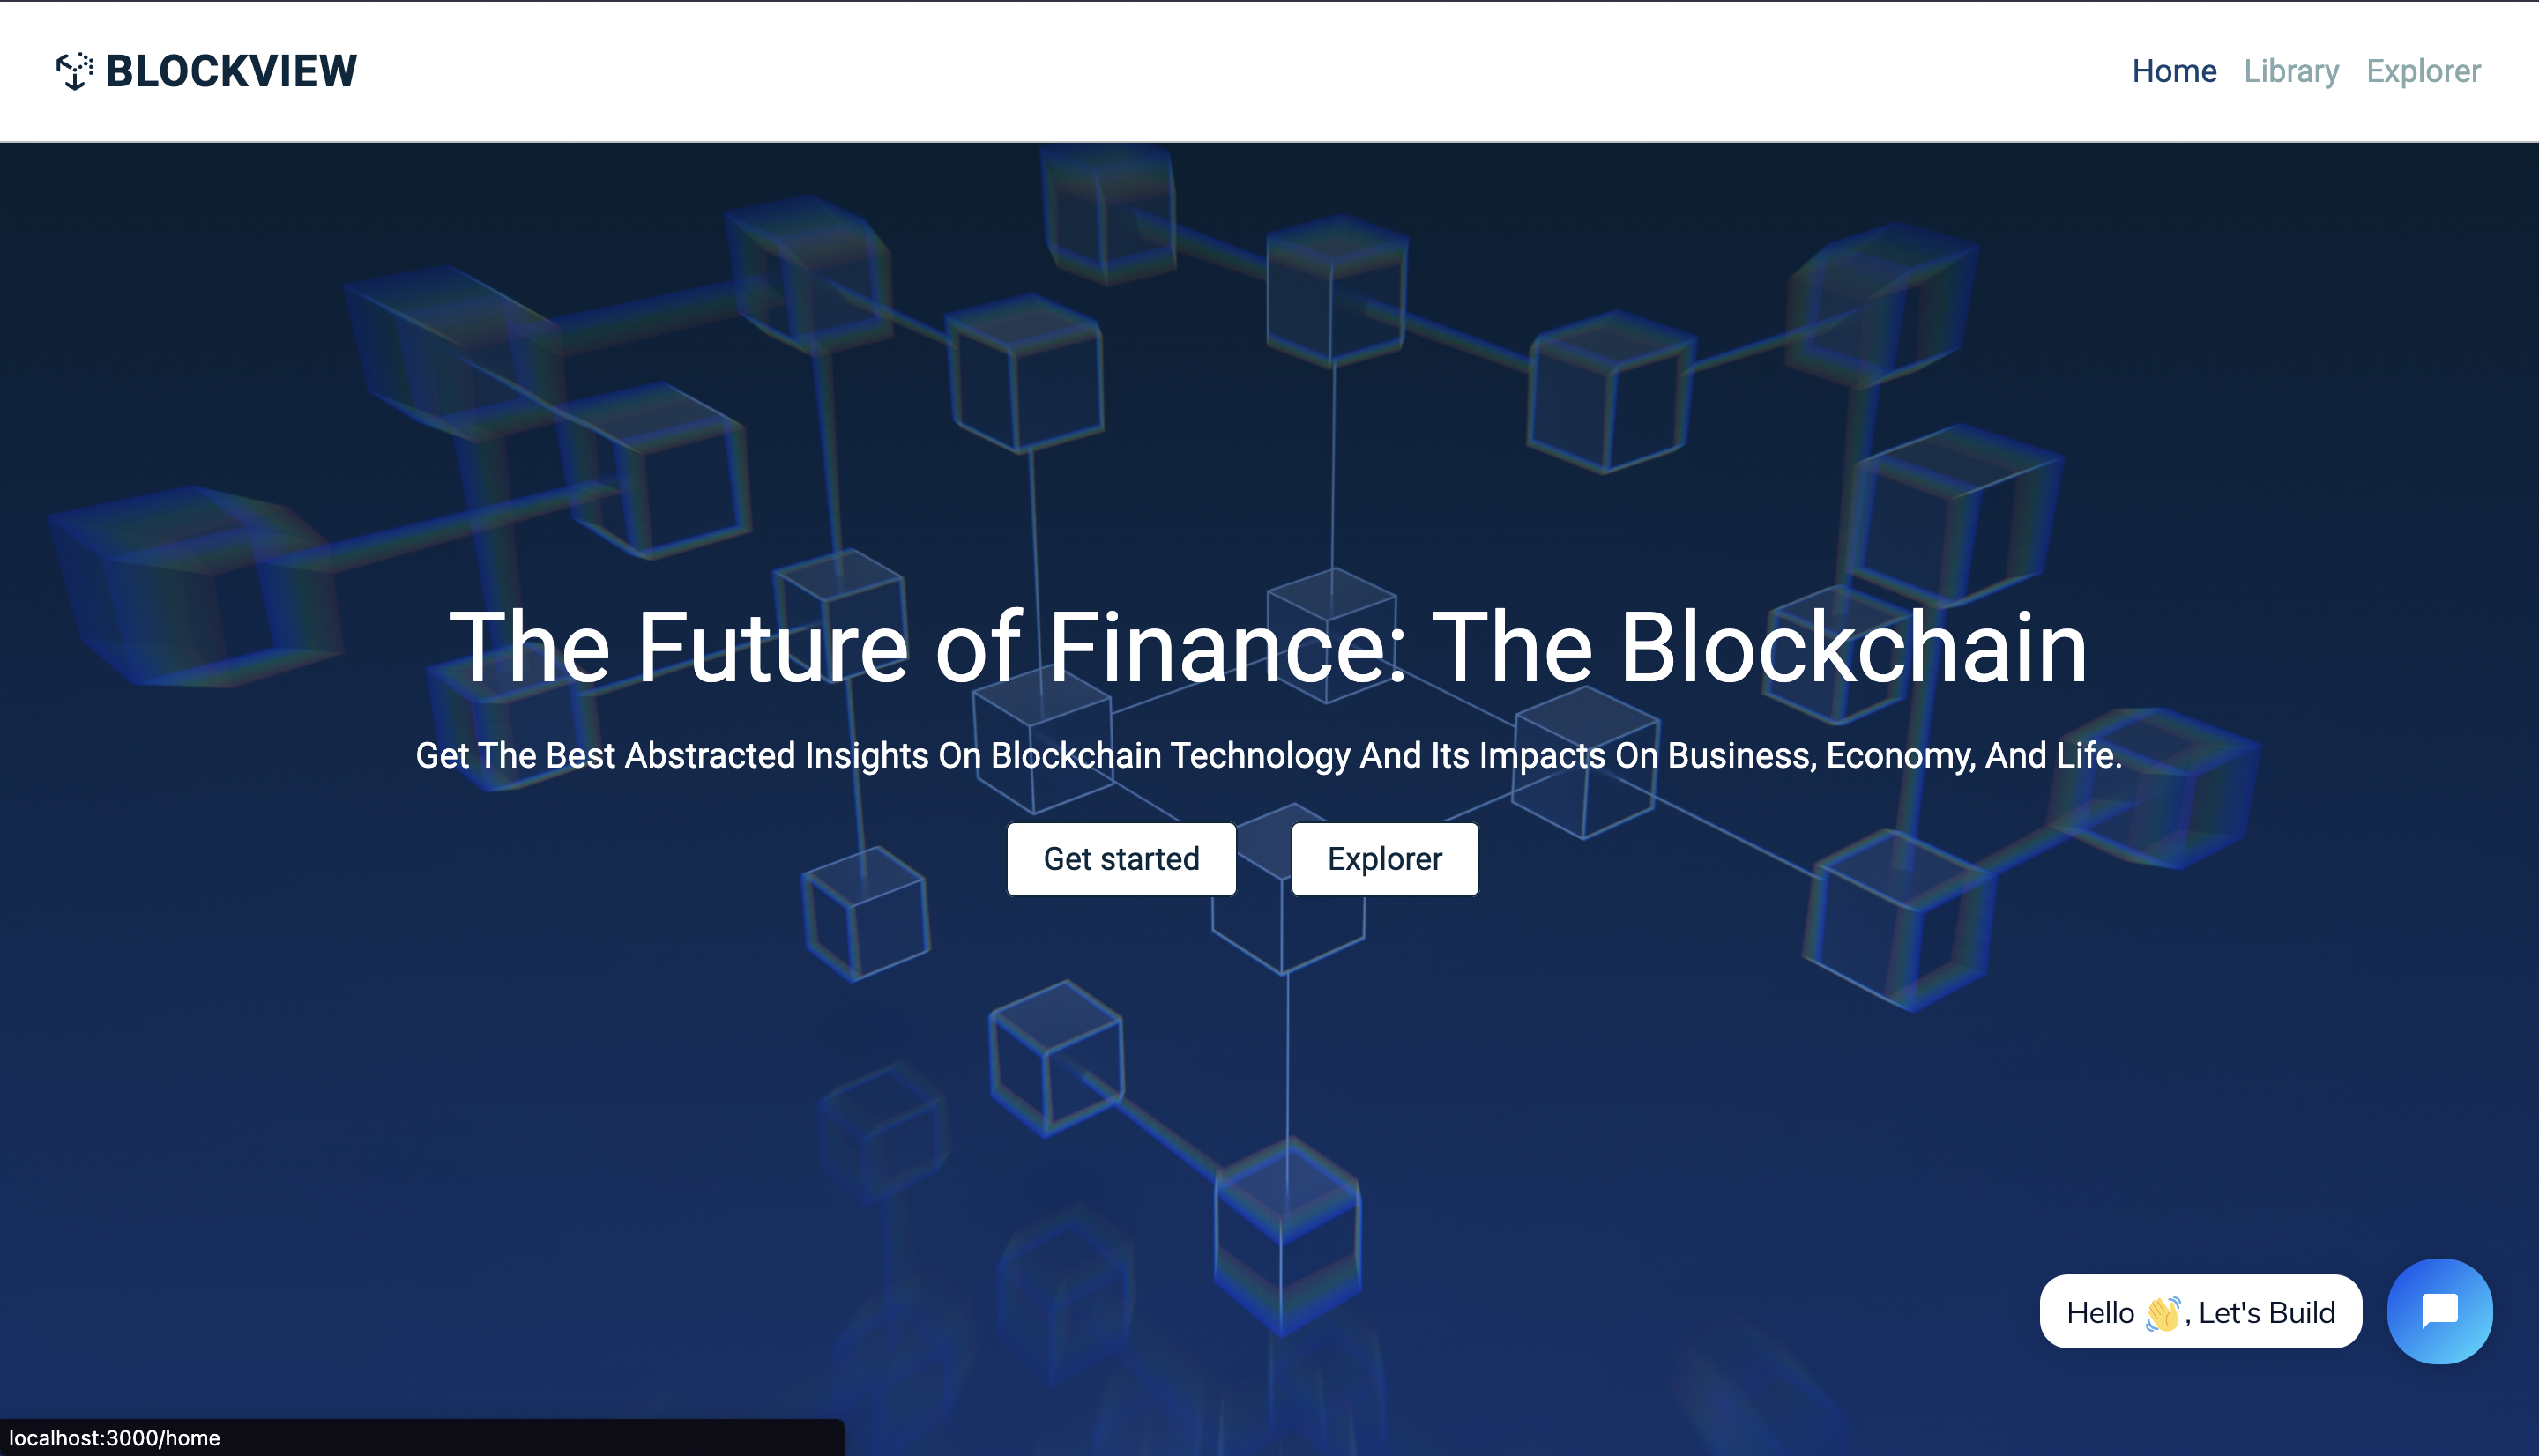 BLOCKVIEW
Home Library Explorer
The Future of Finance: The Blockchain
Get The Best Abstracted Insights On Blockchain Technology And Its Impacts On Business, Economy, And Life.
Get started Explorer
Hello 👋, Let's Build
localhost:3000/home